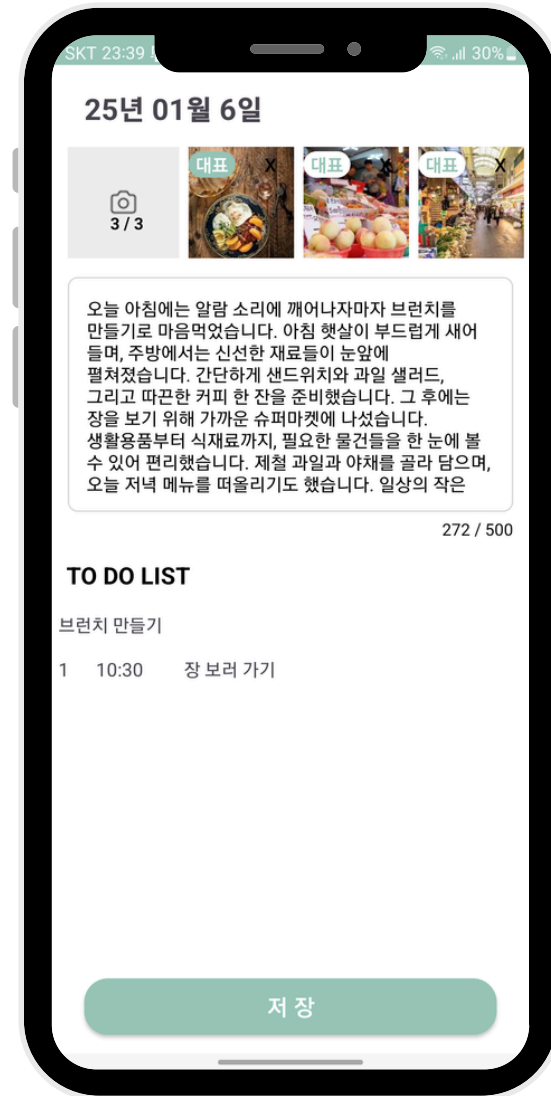 SKT 23:39
30%
25년 01월 6일
3 / 3
대표 X
대표 X
대표 X
오늘 아침에는 알람 소리에 깨어나자마자 브런치를
만들기로 마음먹었습니다. 아침 햇살이 부드럽게 새어
들며, 주방에서는 신선한 재료들이 눈앞에
펼쳐졌습니다. 간단하게 샌드위치와 과일 샐러드,
그리고 따끈한 커피 한 잔을 준비했습니다. 그 후에는
장을 보기 위해 가까운 슈퍼마켓에 나섰습니다.
생활용품부터 식재료까지, 필요한 물건들을 한 눈에 볼
수 있어 편리했습니다. 제철 과일과 야채를 골라 담으며,
오늘 저녁 메뉴를 떠올리기도 했습니다. 일상의 작은
272 / 500
TO DO LIST
브런치 만들기
1 10:30 장 보러 가기
저 장